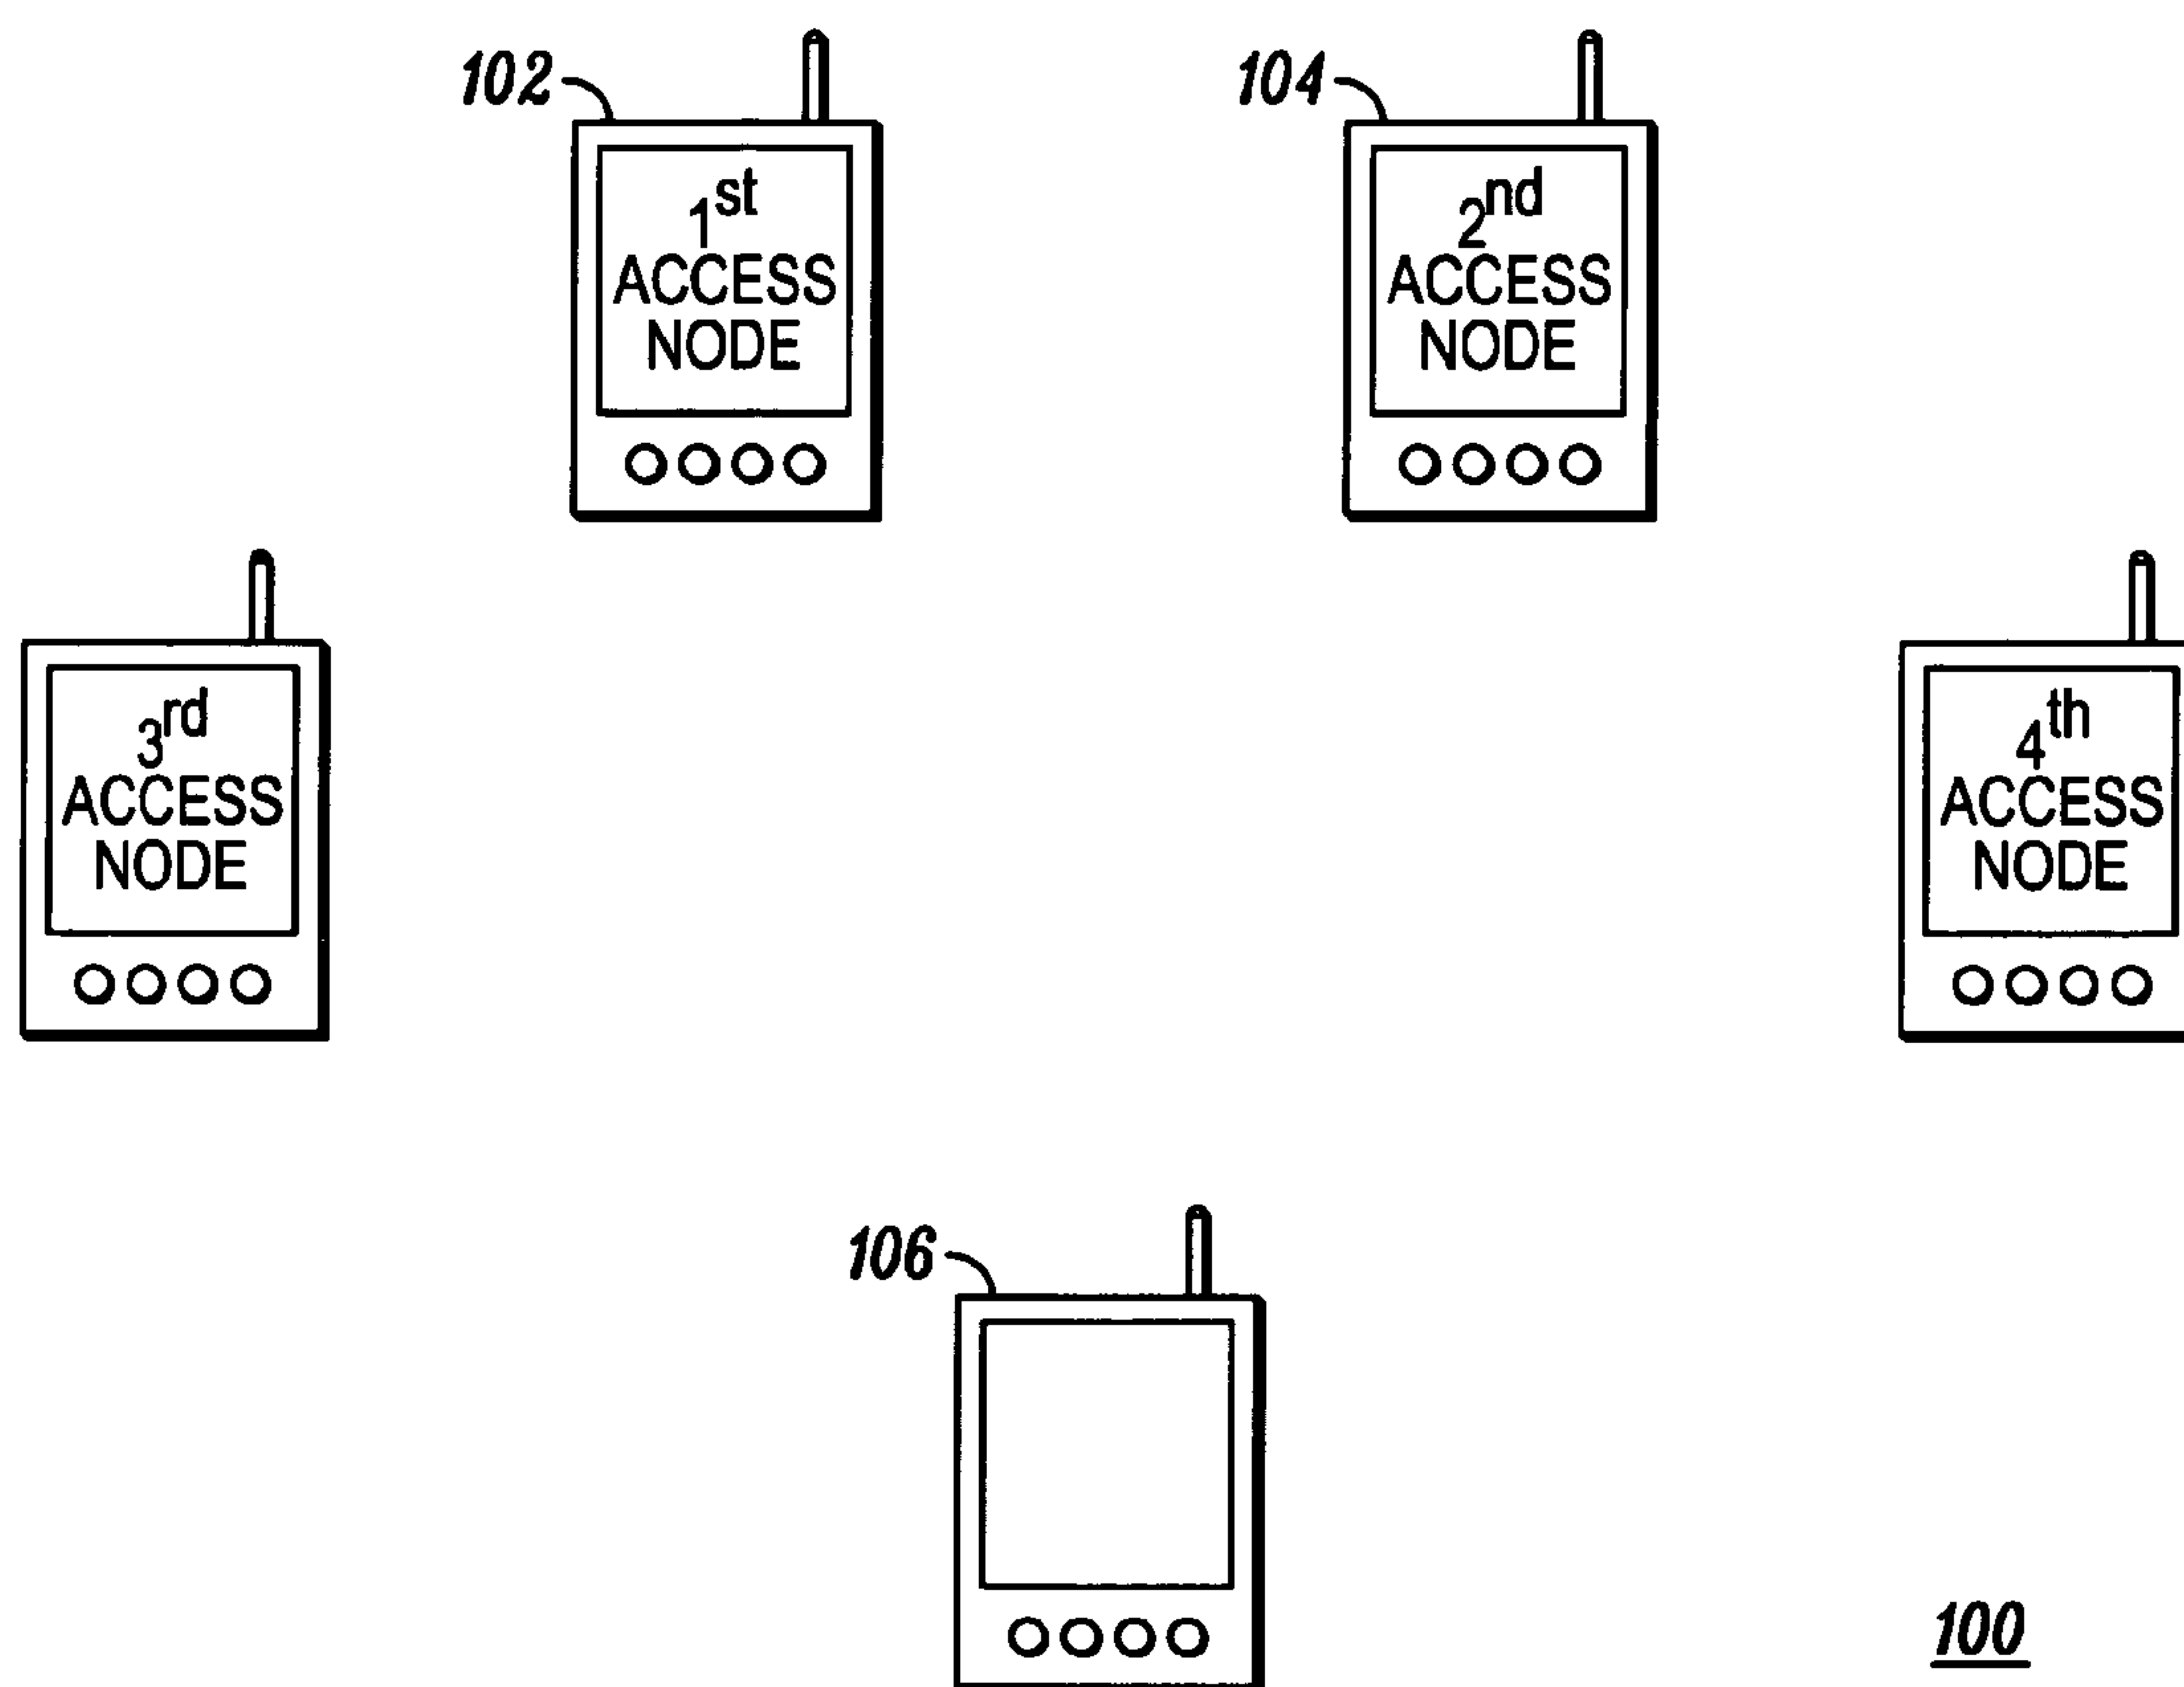 102
104
1st
ACCESS
NODE
2nd
ACCESS
NODE
3rd
ACCESS
NODE
4th
ACCESS
NODE
106
100